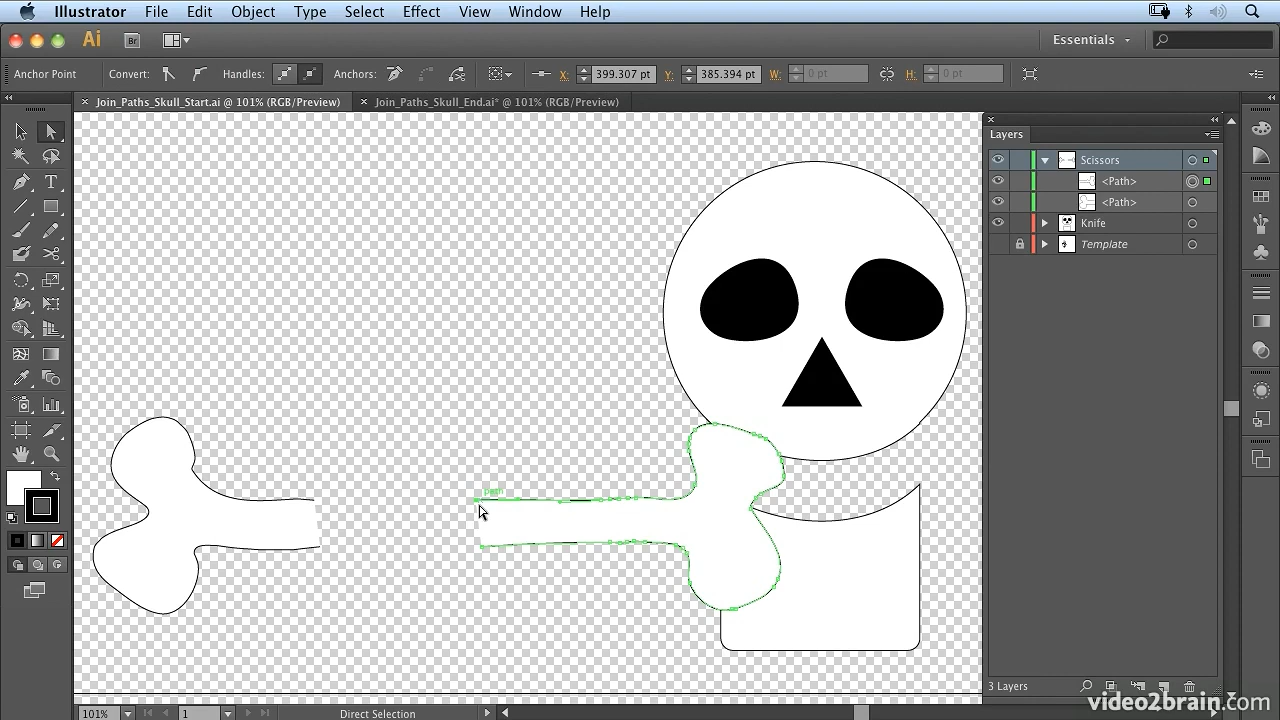 Illustrator File Edit Object Type Select Effect View Window Help
Ai Br Essentials
Anchor Point Convert: Handles: Anchors: X: 399.307 pt Y: 385.394 pt W: 0 pt H: 0 pt
Join_Paths_Skull_Start.ai @ 101% (RGB/Preview) Join_Paths_Skull_End.ai* @ 101% (RGB/Preview)
Layers
Scissors
<Path>
<Path>
Knife
Template
path
3 Layers
101% 1 Direct Selection
video2brain.com